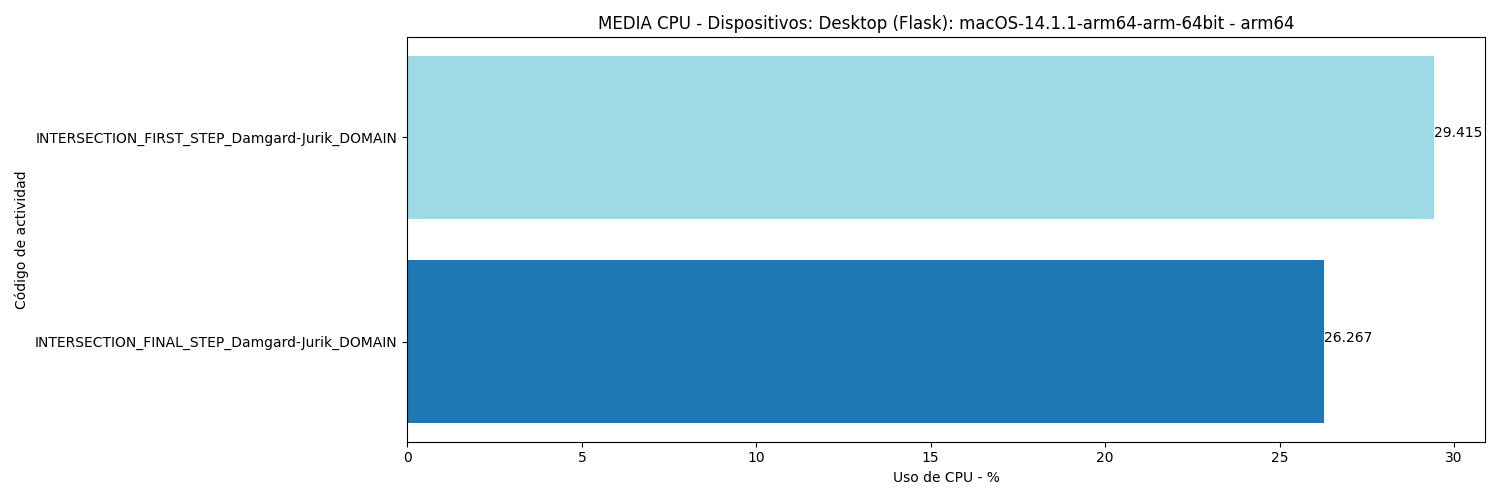 MEDIA CPU - Dispositivos: Desktop (Flask): macOS-14.1.1-arm64-arm-64bit - arm64
Código de actividad
INTERSECTION_FIRST_STEP_Damgard-Jurik_DOMAIN
29.415
INTERSECTION_FINAL_STEP_Damgard-Jurik_DOMAIN
26.267
0 5 10 15 20 25 30
Uso de CPU - %